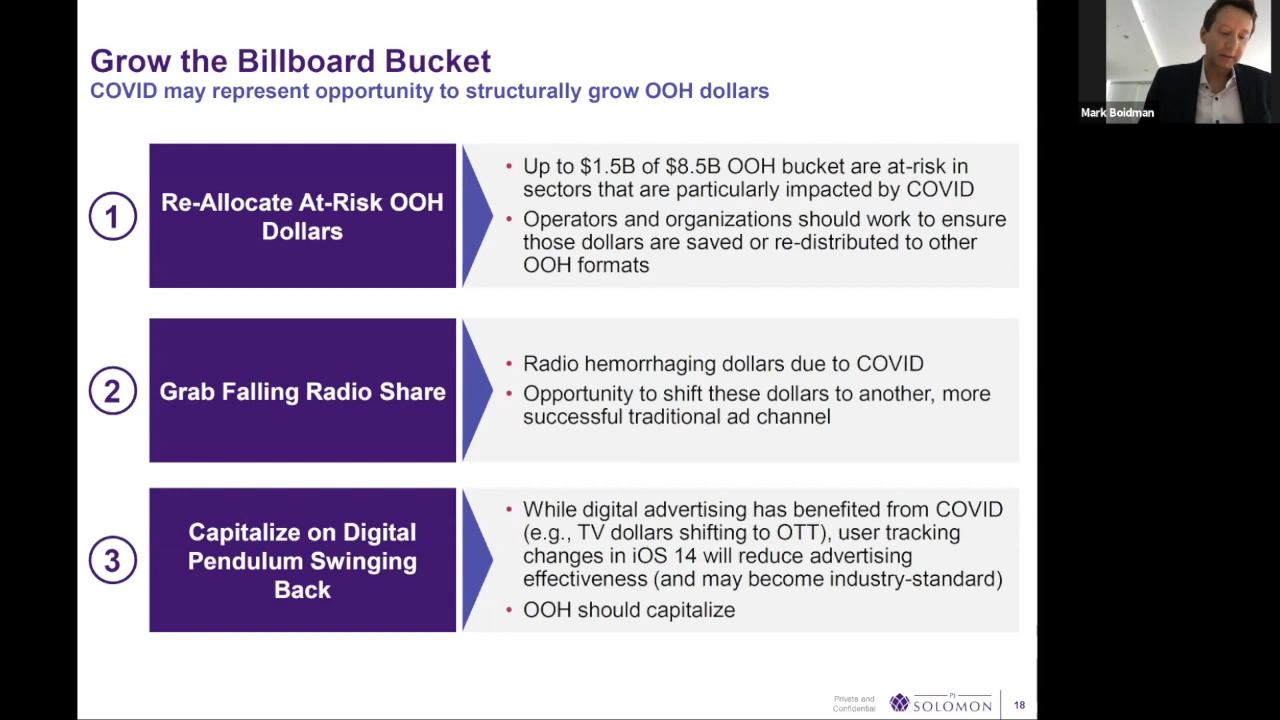 Grow the Billboard Bucket
COVID may represent opportunity to structurally grow OOH dollars
1
Re-Allocate At-Risk OOH
Dollars
• Up to $1.5B of $8.5B OOH bucket are at-risk in
sectors that are particularly impacted by COVID
• Operators and organizations should work to ensure
those dollars are saved or re-distributed to other
OOH formats
2
Grab Falling Radio Share
• Radio hemorrhaging dollars due to COVID
• Opportunity to shift these dollars to another, more
successful traditional ad channel
3
Capitalize on Digital
Pendulum Swinging
Back
• While digital advertising has benefited from COVID
(e.g., TV dollars shifting to OTT), user tracking
changes in iOS 14 will reduce advertising
effectiveness (and may become industry-standard)
• OOH should capitalize
Private and
Confidential
PJ
SOLOMON
18
Mark Boidman